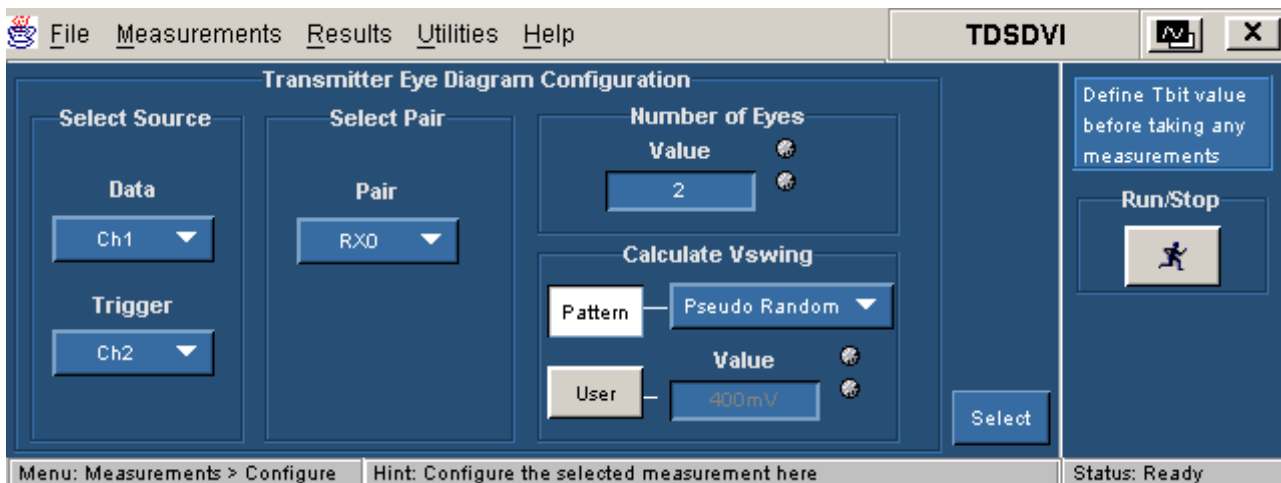 File Measurements Results Utilities Help TDSDVI X
Transmitter Eye Diagram Configuration
Select Source
Data
Ch1
Trigger
Ch2
Select Pair
Pair
RX0
Number of Eyes
Value
2
Calculate Vswing
Pattern
Pseudo Random
User
Value
400mV
Select
Define Tbit value
before taking any
measurements
Run/Stop
Menu: Measurements > Configure
Hint: Configure the selected measurement here
Status: Ready